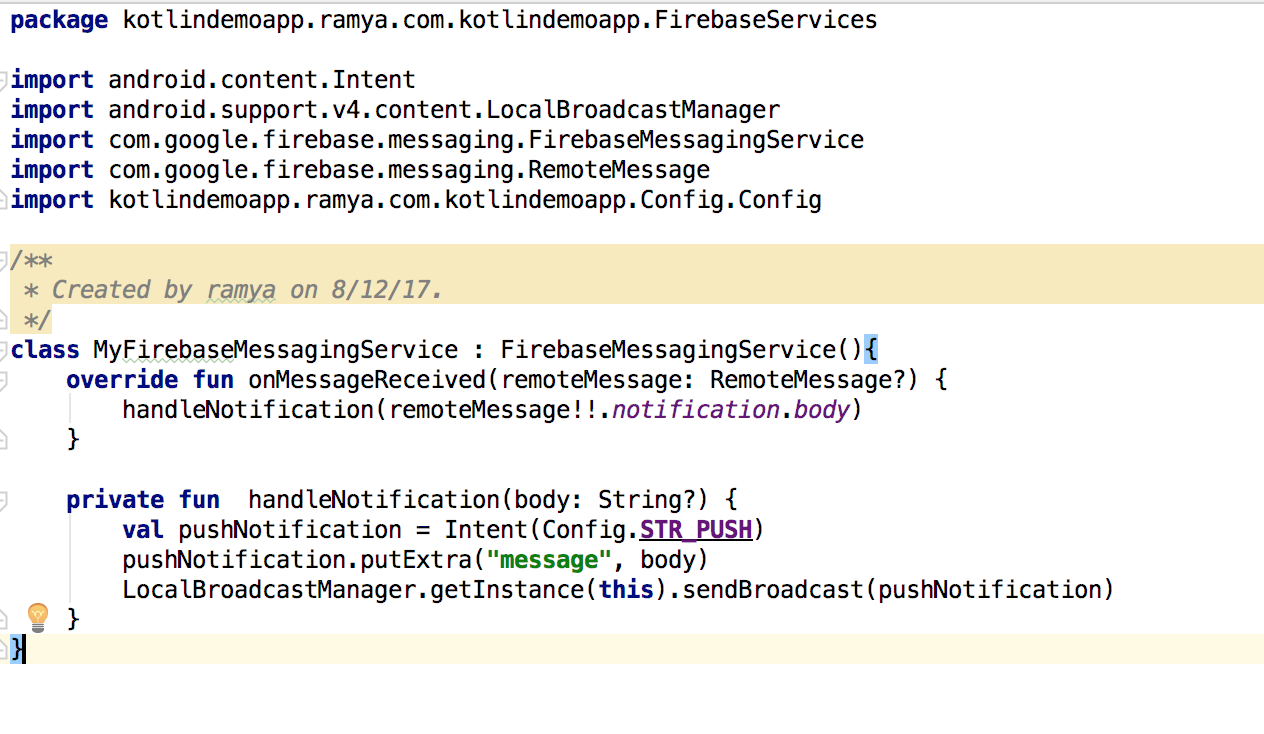 package kotlindemoapp.ramya.com.kotlindemoapp.FirebaseServices
import android.content.Intent
import android.support.v4.content.LocalBroadcastManager
import com.google.firebase.messaging.FirebaseMessagingService
import com.google.firebase.messaging.RemoteMessage
import kotlindemoapp.ramya.com.kotlindemoapp.Config.Config
/**
 * Created by ramya on 8/12/17.
 */
class MyFirebaseMessagingService : FirebaseMessagingService(){
    override fun onMessageReceived(remoteMessage: RemoteMessage?) {
        handleNotification(remoteMessage!!.notification.body)
    }
    private fun  handleNotification(body: String?) {
        val pushNotification = Intent(Config.STR_PUSH)
        pushNotification.putExtra("message", body)
        LocalBroadcastManager.getInstance(this).sendBroadcast(pushNotification)
    }
}